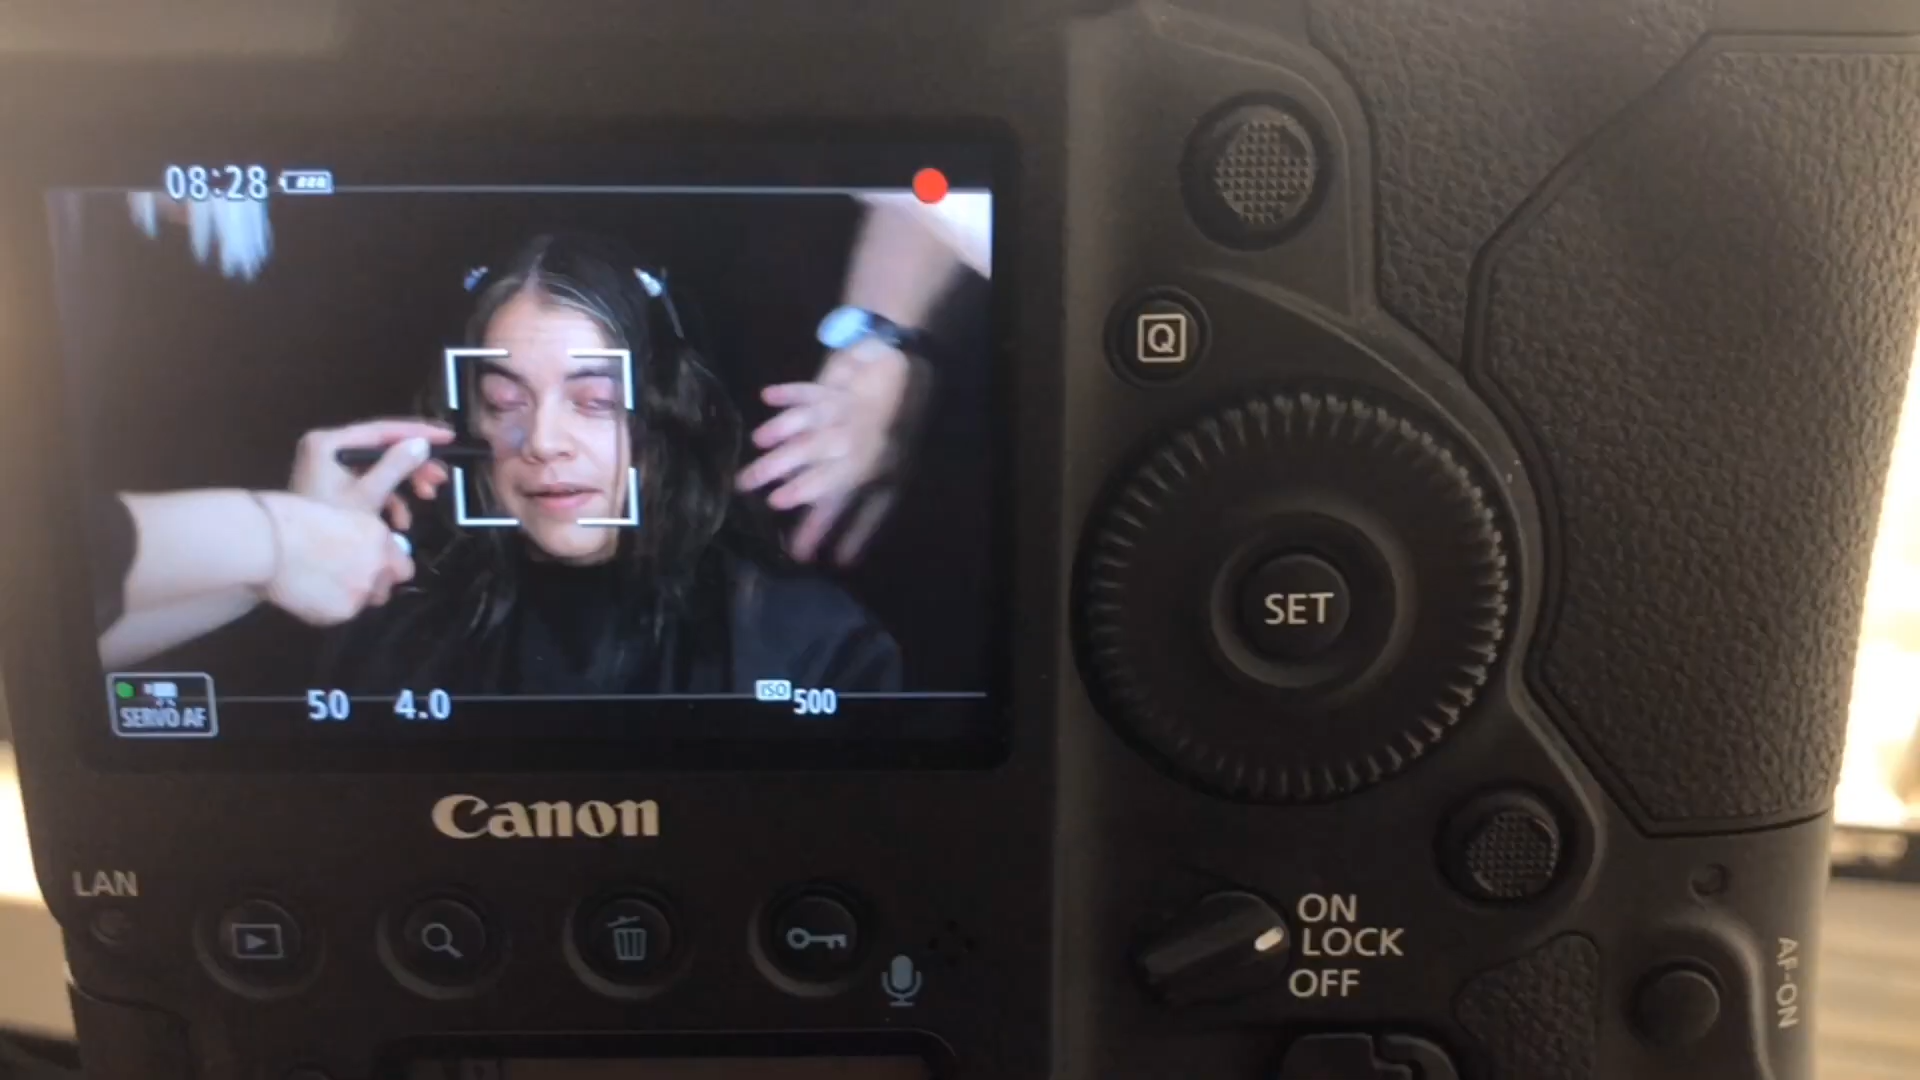 08:28
SERVO AF
50 4.0 ISO 500
Canon
LAN
Q
SET
ON
LOCK
OFF
AF-ON